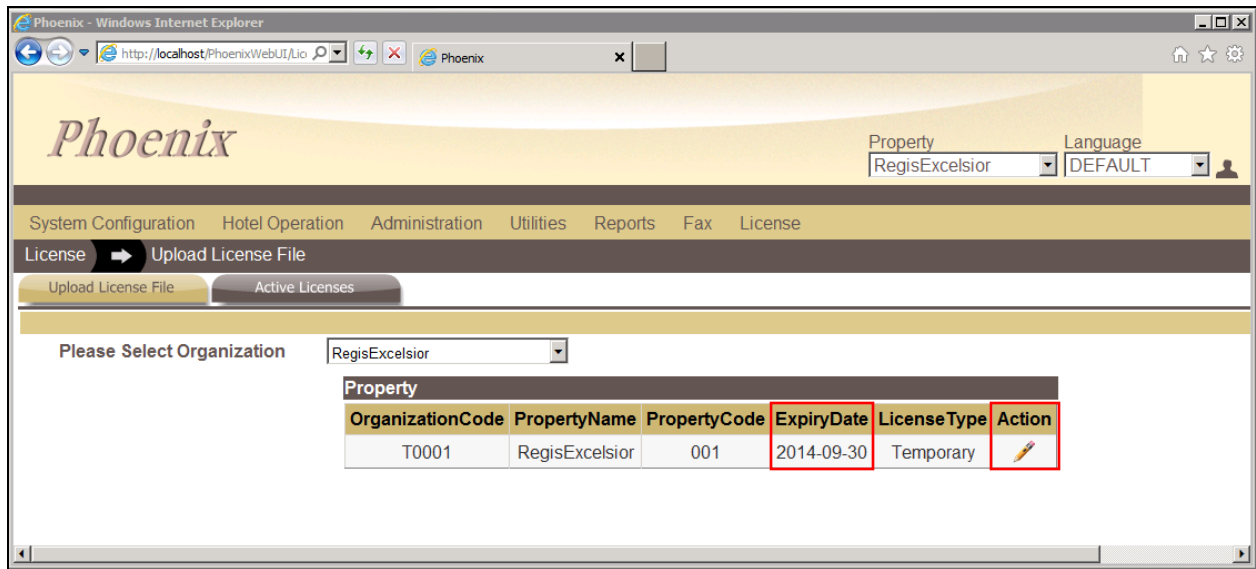 Phoenix - Windows Internet Explorer
http://localhost/PhoenixWebUI/Lic
Phoenix
Phoenix
Property Language
RegisExcelsior DEFAULT
System Configuration Hotel Operation Administration Utilities Reports Fax License
License Upload License File
Upload License File Active Licenses
Please Select Organization RegisExcelsior
Property
OrganizationCode PropertyName PropertyCode ExpiryDate LicenseType Action
T0001 RegisExcelsior 001 2014-09-30 Temporary